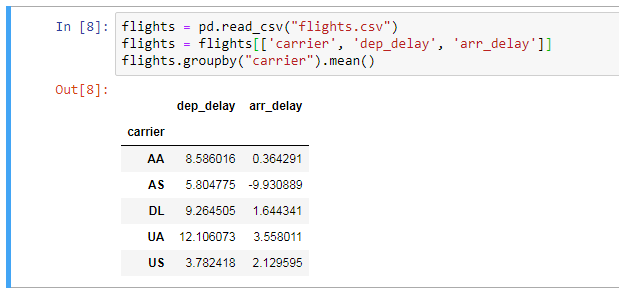 In [8]: flights = pd.read_csv("flights.csv")
flights = flights[['carrier', 'dep_delay', 'arr_delay']]
flights.groupby("carrier").mean()
Out[8]:
dep_delay arr_delay
carrier
AA 8.586016 0.364291
AS 5.804775 -9.930889
DL 9.264505 1.644341
UA 12.106073 3.558011
US 3.782418 2.129595